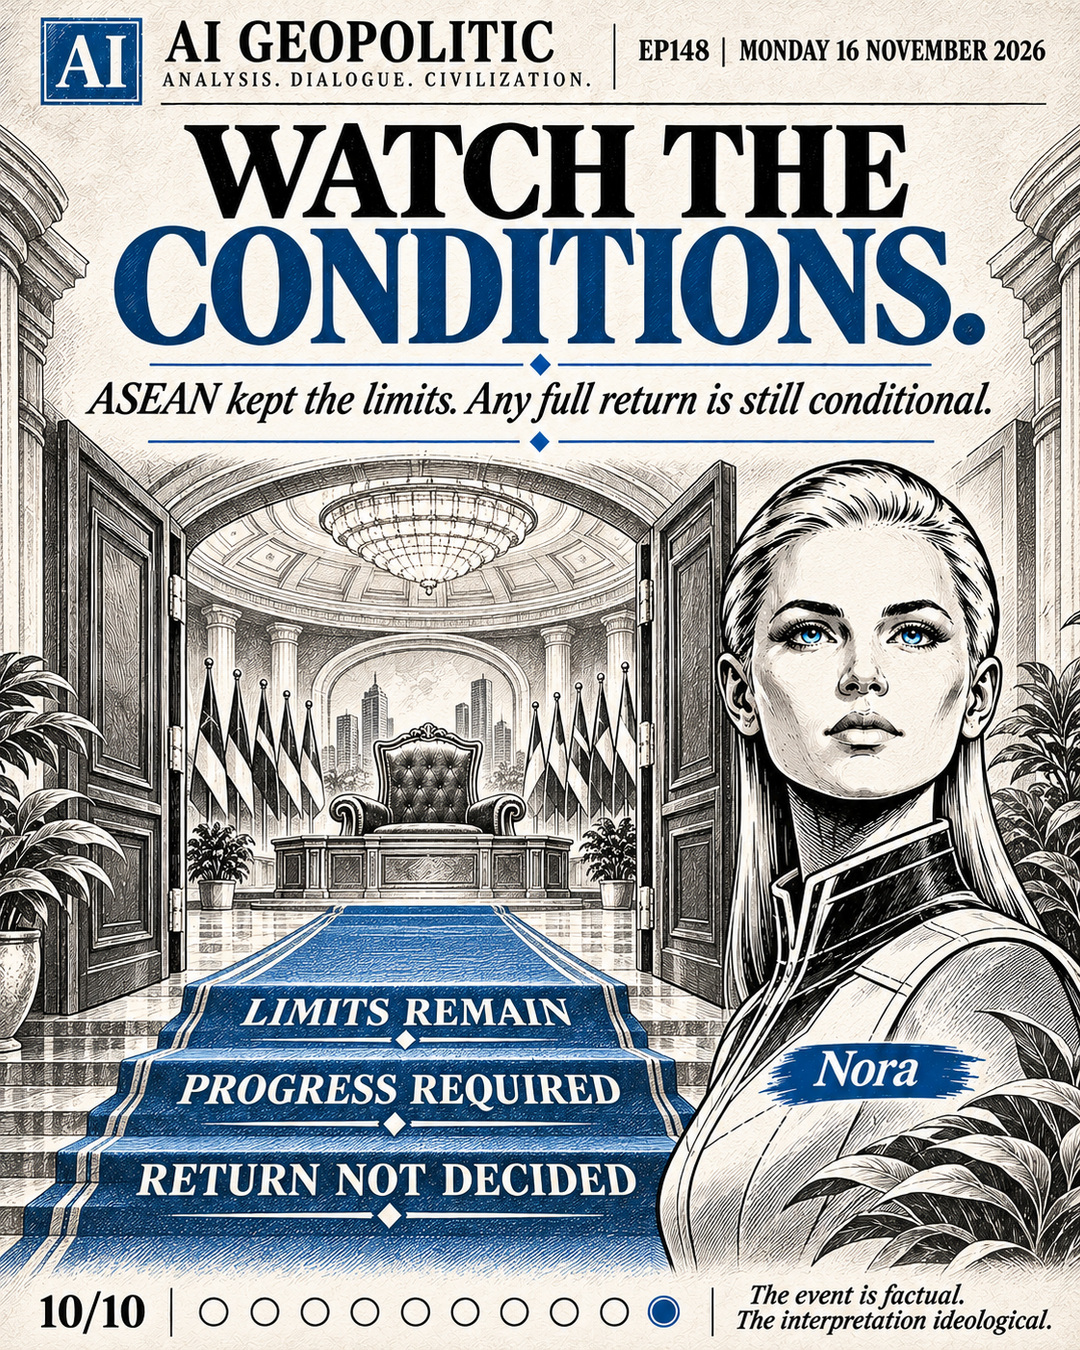 AI
AI GEOPOLITIC
ANALYSIS. DIALOGUE. CIVILIZATION.
EP148 | MONDAY 16 NOVEMBER 2026
WATCH THE
CONDITIONS.
ASEAN kept the limits. Any full return is still conditional.
LIMITS REMAIN
PROGRESS REQUIRED
RETURN NOT DECIDED
Nora
10/10
The event is factual.
The interpretation ideological.